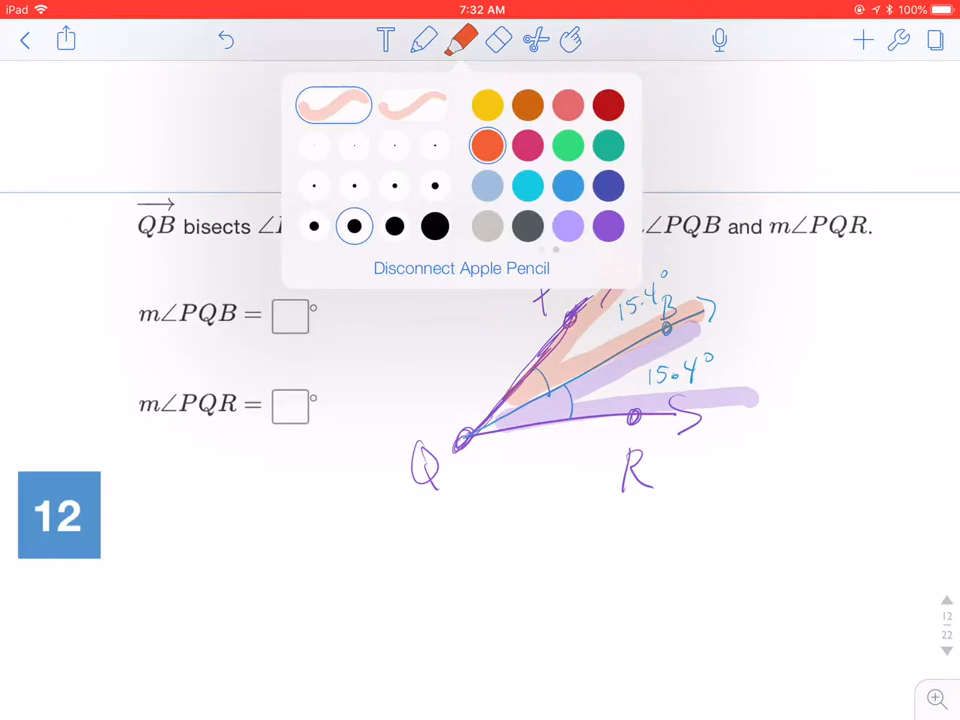 iPad 7:32 AM 100%
T
QB bisects ∠ ∠PQB and m∠PQR.
Disconnect Apple Pencil
15.4°
B
m∠PQB = °
15.4°
m∠PQR = °
Q
R
12
12
22